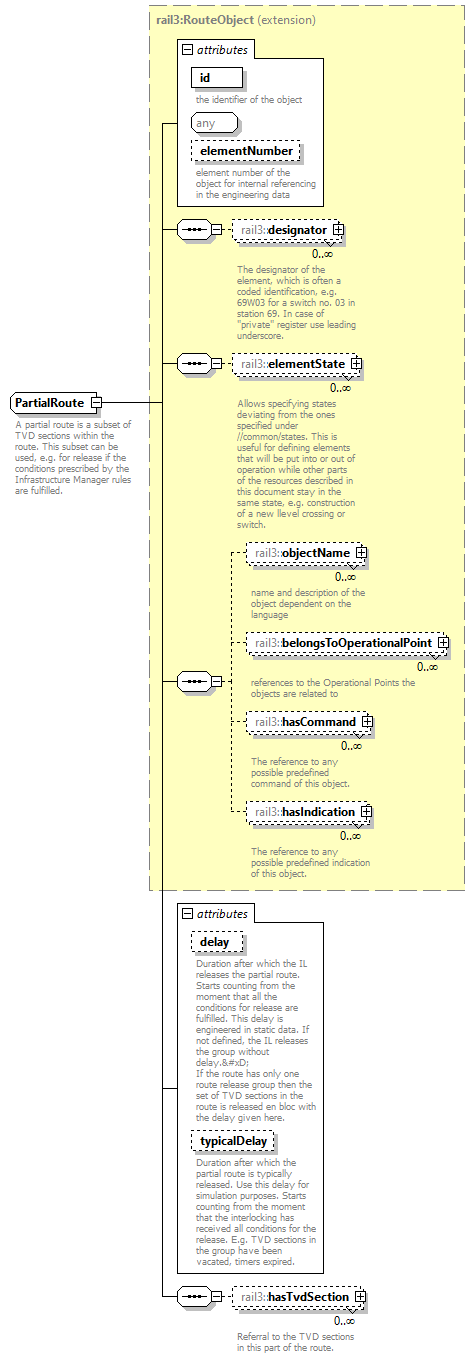 rail3:RouteObject (extension)
attributes
id
the identifier of the object
any
elementNumber
element number of the
object for internal referencing
in the engineering data
rail3:designator
0..∞
The designator of the
element, which is often a
coded identification, e.g.
69W03 for a switch no. 03 in
station 69. In case of
"private" register use leading
underscore.
rail3:elementState
0..∞
Allows specifying states
deviating from the ones
specified under
//common/states. This is
useful for defining elements
that will be put into or out of
operation while other parts
of the resources described in
this document stay in the
same state, e.g. construction
of a new llevel crossing or
switch.
PartialRoute
A partial route is a subset of
TVD sections within the
route. This subset can be
used, e.g. for release if the
conditions prescribed by the
Infrastructure Manager rules
are fulfilled.
rail3:objectName
0..∞
name and description of the
object dependent on the
language
rail3:belongsToOperationalPoint
0..∞
references to the Operational Points the
objects are related to
rail3:hasCommand
0..∞
The reference to any
possible predefined
command of this object.
rail3:hasIndication
0..∞
The reference to any
possible predefined indication
of this object.
attributes
delay
Duration after which the IL
releases the partial route.
Starts counting from the
moment that all the
conditions for release are
fulfilled. This delay is
engineered in static data. If
not defined, the IL releases
the group without
delay.&#xD;
If the route has only one
route release group then the
set of TVD sections in the
route is released en bloc with
the delay given here.
typicalDelay
Duration after which the
partial route is typically
released. Use this delay for
simulation purposes. Starts
counting from the moment
that the interlocking has
received all conditions for the
release. E.g. TVD sections in
the group have been
vacated, timers expired.
rail3:hasTvdSection
0..∞
Referral to the TVD sections
in this part of the route.